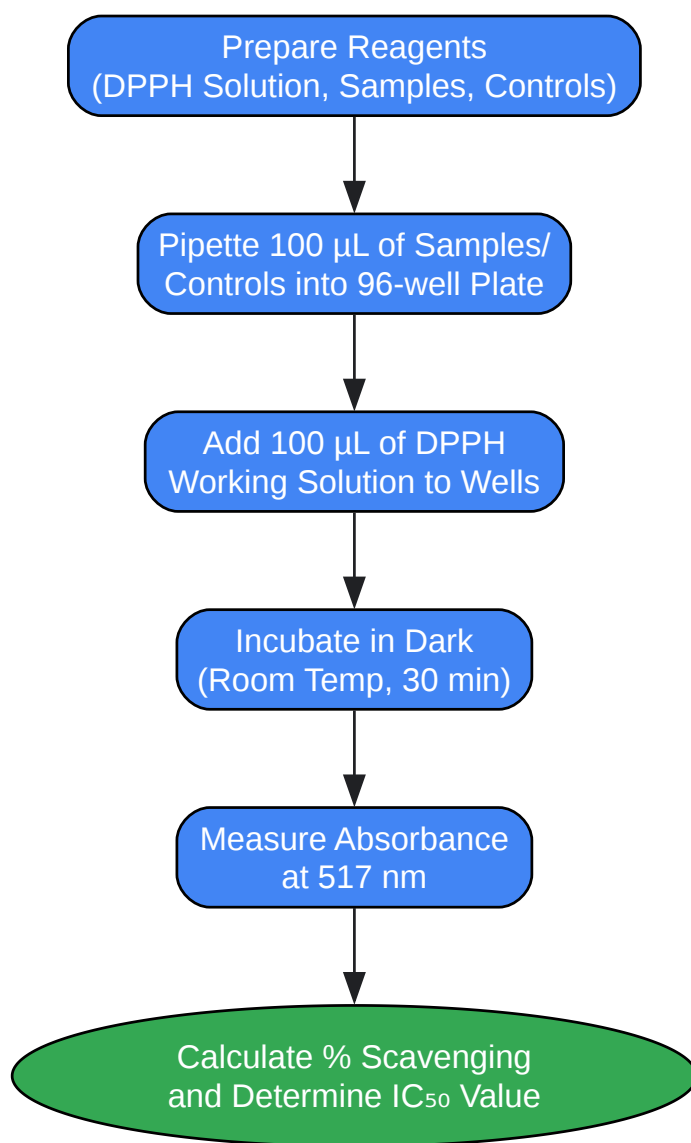 Prepare Reagents
(DPPH Solution, Samples, Controls)
Pipette 100 µL of Samples/
Controls into 96-well Plate
Add 100 µL of DPPH
Working Solution to Wells
Incubate in Dark
(Room Temp, 30 min)
Measure Absorbance
at 517 nm
Calculate % Scavenging
and Determine IC₅₀ Value